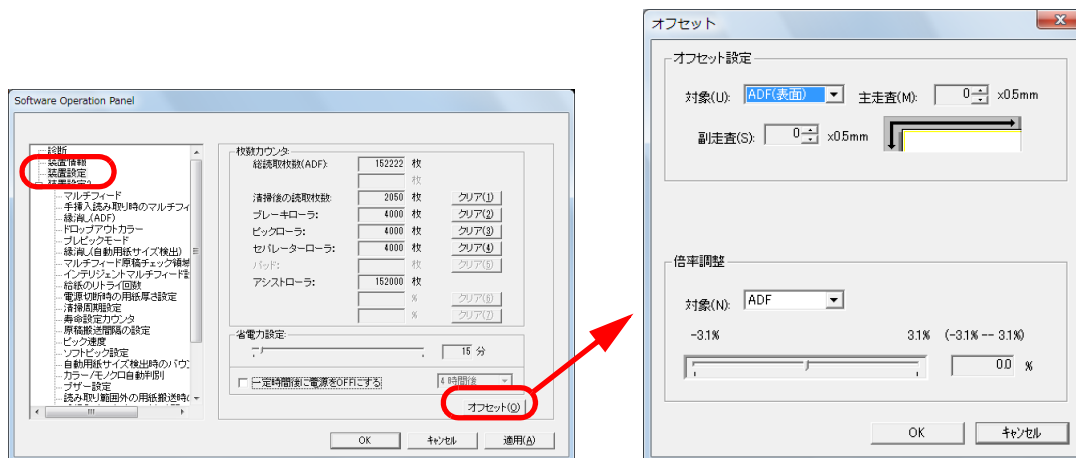 Software Operation Panel
診断
装置情報
装置設定
装置設定2
マルチフィード
手挿入読み取り時のマルチフィ
縁消し(ADF)
ドロップアウトカラー
プレピックモード
縁消し(自動用紙サイズ検出)
マルチフィード原稿チェック領域
インテリジェントマルチフィード
給紙のリトライ回数
電源切断時の用紙厚さ設定
清掃周期設定
寿命設定カウンタ
原稿搬送間隔の設定
ピック速度
ソフトピック設定
自動用紙サイズ検出時のパウ
カラー/モノクロ自動判別
ブザー設定
読み取り範囲外の用紙搬送時
枚数カウンタ
総読取枚数(ADF): 152222 枚
枚
清掃後の読取枚数: 2050 枚 クリア(1)
ブレーキローラ: 4000 枚 クリア(2)
ピックローラ: 4000 枚 クリア(3)
セパレーターローラ: 4000 枚 クリア(4)
パッド: 枚 クリア(5)
アシストローラ: 152000 枚
% クリア(6)
% クリア(7)
省電力設定:
15 分
一定時間後に電源をOFFにする 4 時間後
オフセット(O)
OK キャンセル 適用(A)
オフセット
オフセット設定
対象(U): ADF(表面) 主走査(M): 0 x0.5mm
副走査(S): 0 x0.5mm
倍率調整
対象(N): ADF
-3.1% 3.1% (-3.1% -- 3.1%)
0.0 %
OK キャンセル